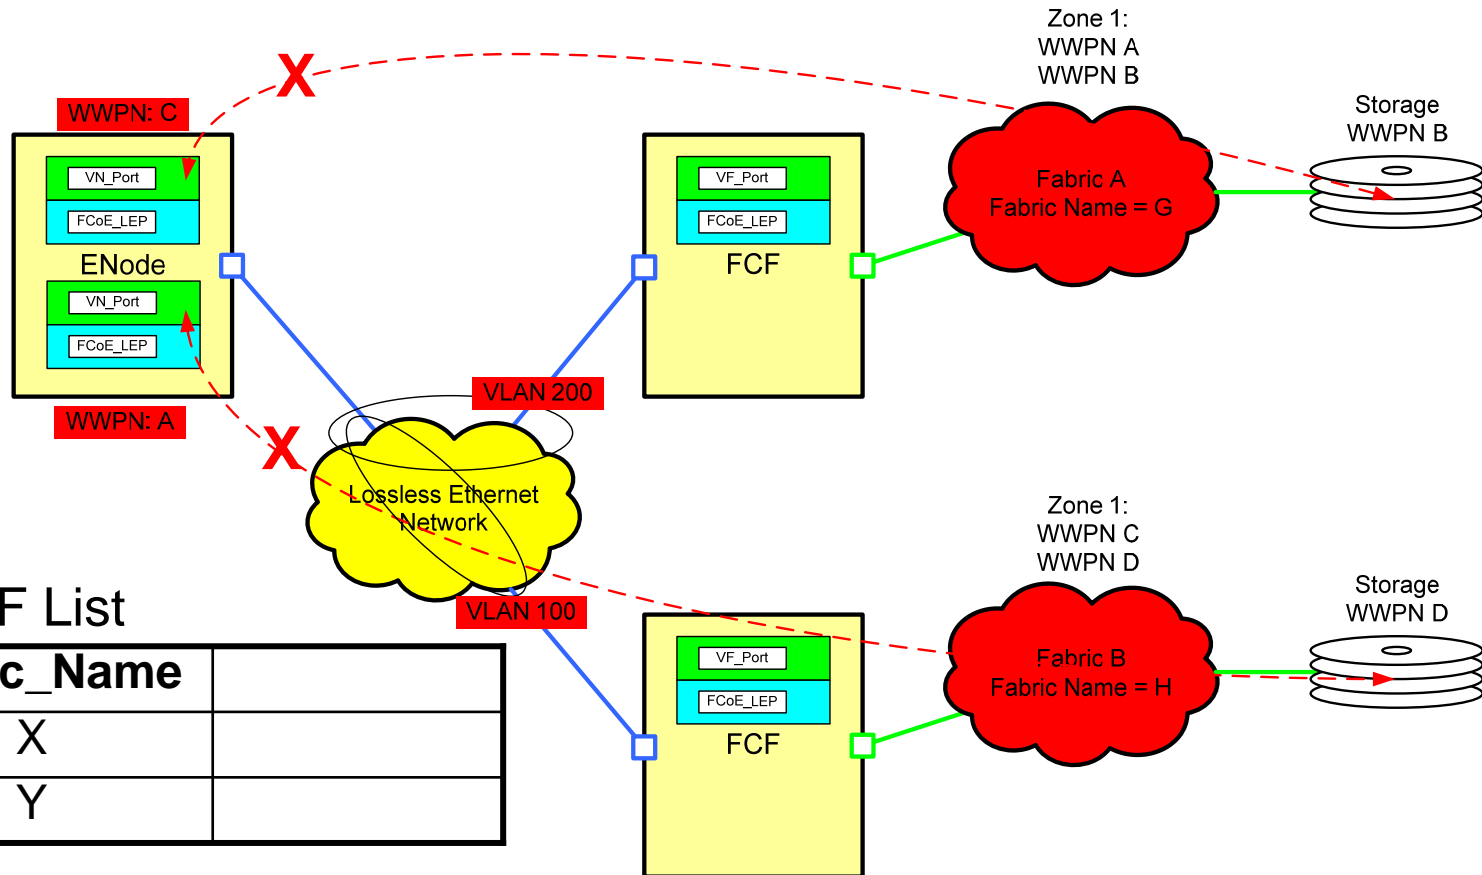 Zone 1:
WWPN A
WWPN B
Storage
WWPN B
WWPN: C
VN_Port
FCoE_LEP
ENode
VN_Port
FCoE_LEP
WWPN: A
X
VF_Port
FCoE_LEP
FCF
Fabric A
Fabric Name = G
VLAN 200
X
Lossless Ethernet
Network
VLAN 100
Zone 1:
WWPN C
WWPN D
Storage
WWPN D
VF_Port
FCoE_LEP
FCF
Fabric B
Fabric Name = H
F List
c_Name
X
Y